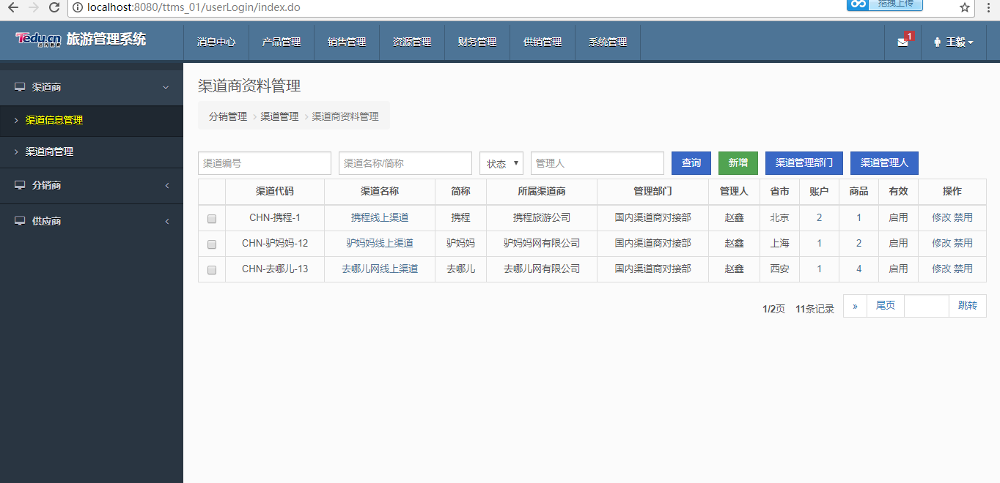 localhost:8080/ttms_01/userLogin/index.do
拖拽上传
Tedu.cn 旅游管理系统 消息中心 产品管理 销售管理 资源管理 财务管理 供销管理 系统管理 1 王毅
渠道商
渠道信息管理
渠道商管理
分销商
供应商
渠道商资料管理
分销管理 渠道管理 渠道商资料管理
渠道编号 渠道名称/简称 状态 管理人 查询 新增 渠道管理部门 渠道管理人
渠道代码 渠道名称 简称 所属渠道商 管理部门 管理人 省市 账户 商品 有效 操作
CHN-携程-1 携程线上渠道 携程 携程旅游公司 国内渠道商对接部 赵鑫 北京 2 1 启用 修改 禁用
CHN-驴妈妈-12 驴妈妈线上渠道 驴妈妈 驴妈妈网有限公司 国内渠道商对接部 赵鑫 上海 1 2 启用 修改 禁用
CHN-去哪儿-13 去哪儿网线上渠道 去哪儿 去哪儿网有限公司 国内渠道商对接部 赵鑫 西安 1 4 启用 修改 禁用
1/2页 11条记录 » 尾页 跳转